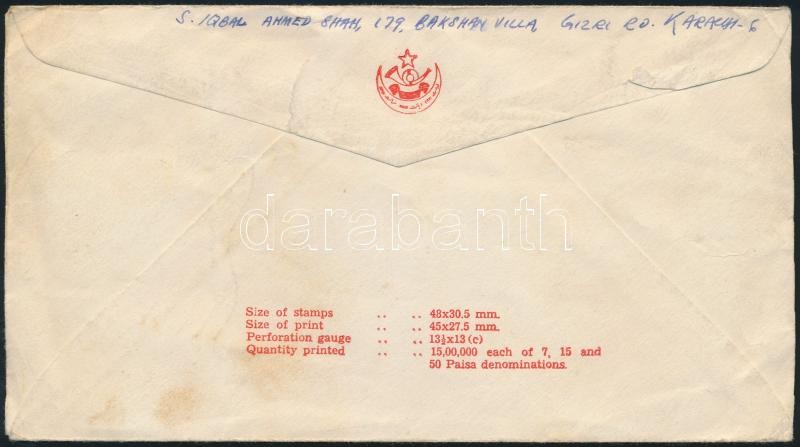 S. IQBAL AHMED SHAH, 179, BAKSHAN VILLA, GIZRI RD. KARACHI-6
darabanth
Size of stamps .. .. 48x30.5 mm.
Size of print .. .. 45x27.5 mm.
Perforation gauge .. .. 13½x13 (c)
Quantity printed .. .. 15,00,000 each of 7, 15 and
50 Paisa denominations.